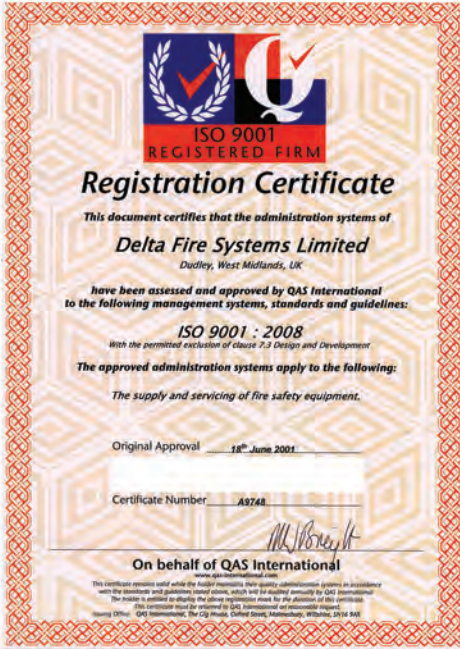 ISO 9001
REGISTERED FIRM
Registration Certificate
This document certifies that the administration systems of
Delta Fire Systems Limited
Dudley, West Midlands, UK
have been assessed and approved by QAS International
to the following management systems, standards and guidelines:
ISO 9001 : 2008
With the permitted exclusion of clause 7.3 Design and Development
The approved administration systems apply to the following:
The supply and servicing of fire safety equipment.
Original Approval 18th June 2001
Certificate Number A9748
On behalf of QAS International
www.qas-international.com
This certificate remains valid while the holder maintains their quality administration systems in accordance
with the standards and guidelines stated above, which will be audited annually by QAS International
The holder is entitled to display the above registration mark for the duration of this certificate.
This certificate must be returned to QAS International on reasonable request.
Issuing Office: QAS International, The Gig House, Oxford Street, Malmesbury, Wiltshire, SN16 9AX